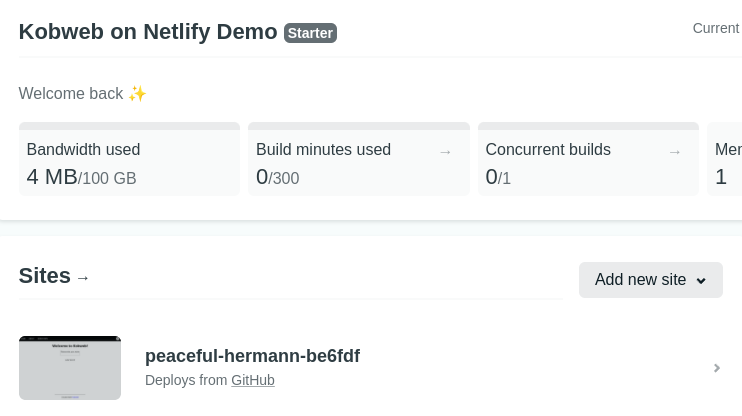 Kobweb on Netlify Demo Starter
Current
Welcome back ✨
Bandwidth used
4 MB/100 GB
Build minutes used →
0/300
Concurrent builds →
0/1
Mer
1
Sites →
Add new site
Welcome to Kobweb!
peaceful-hermann-be6fdf
Deploys from GitHub